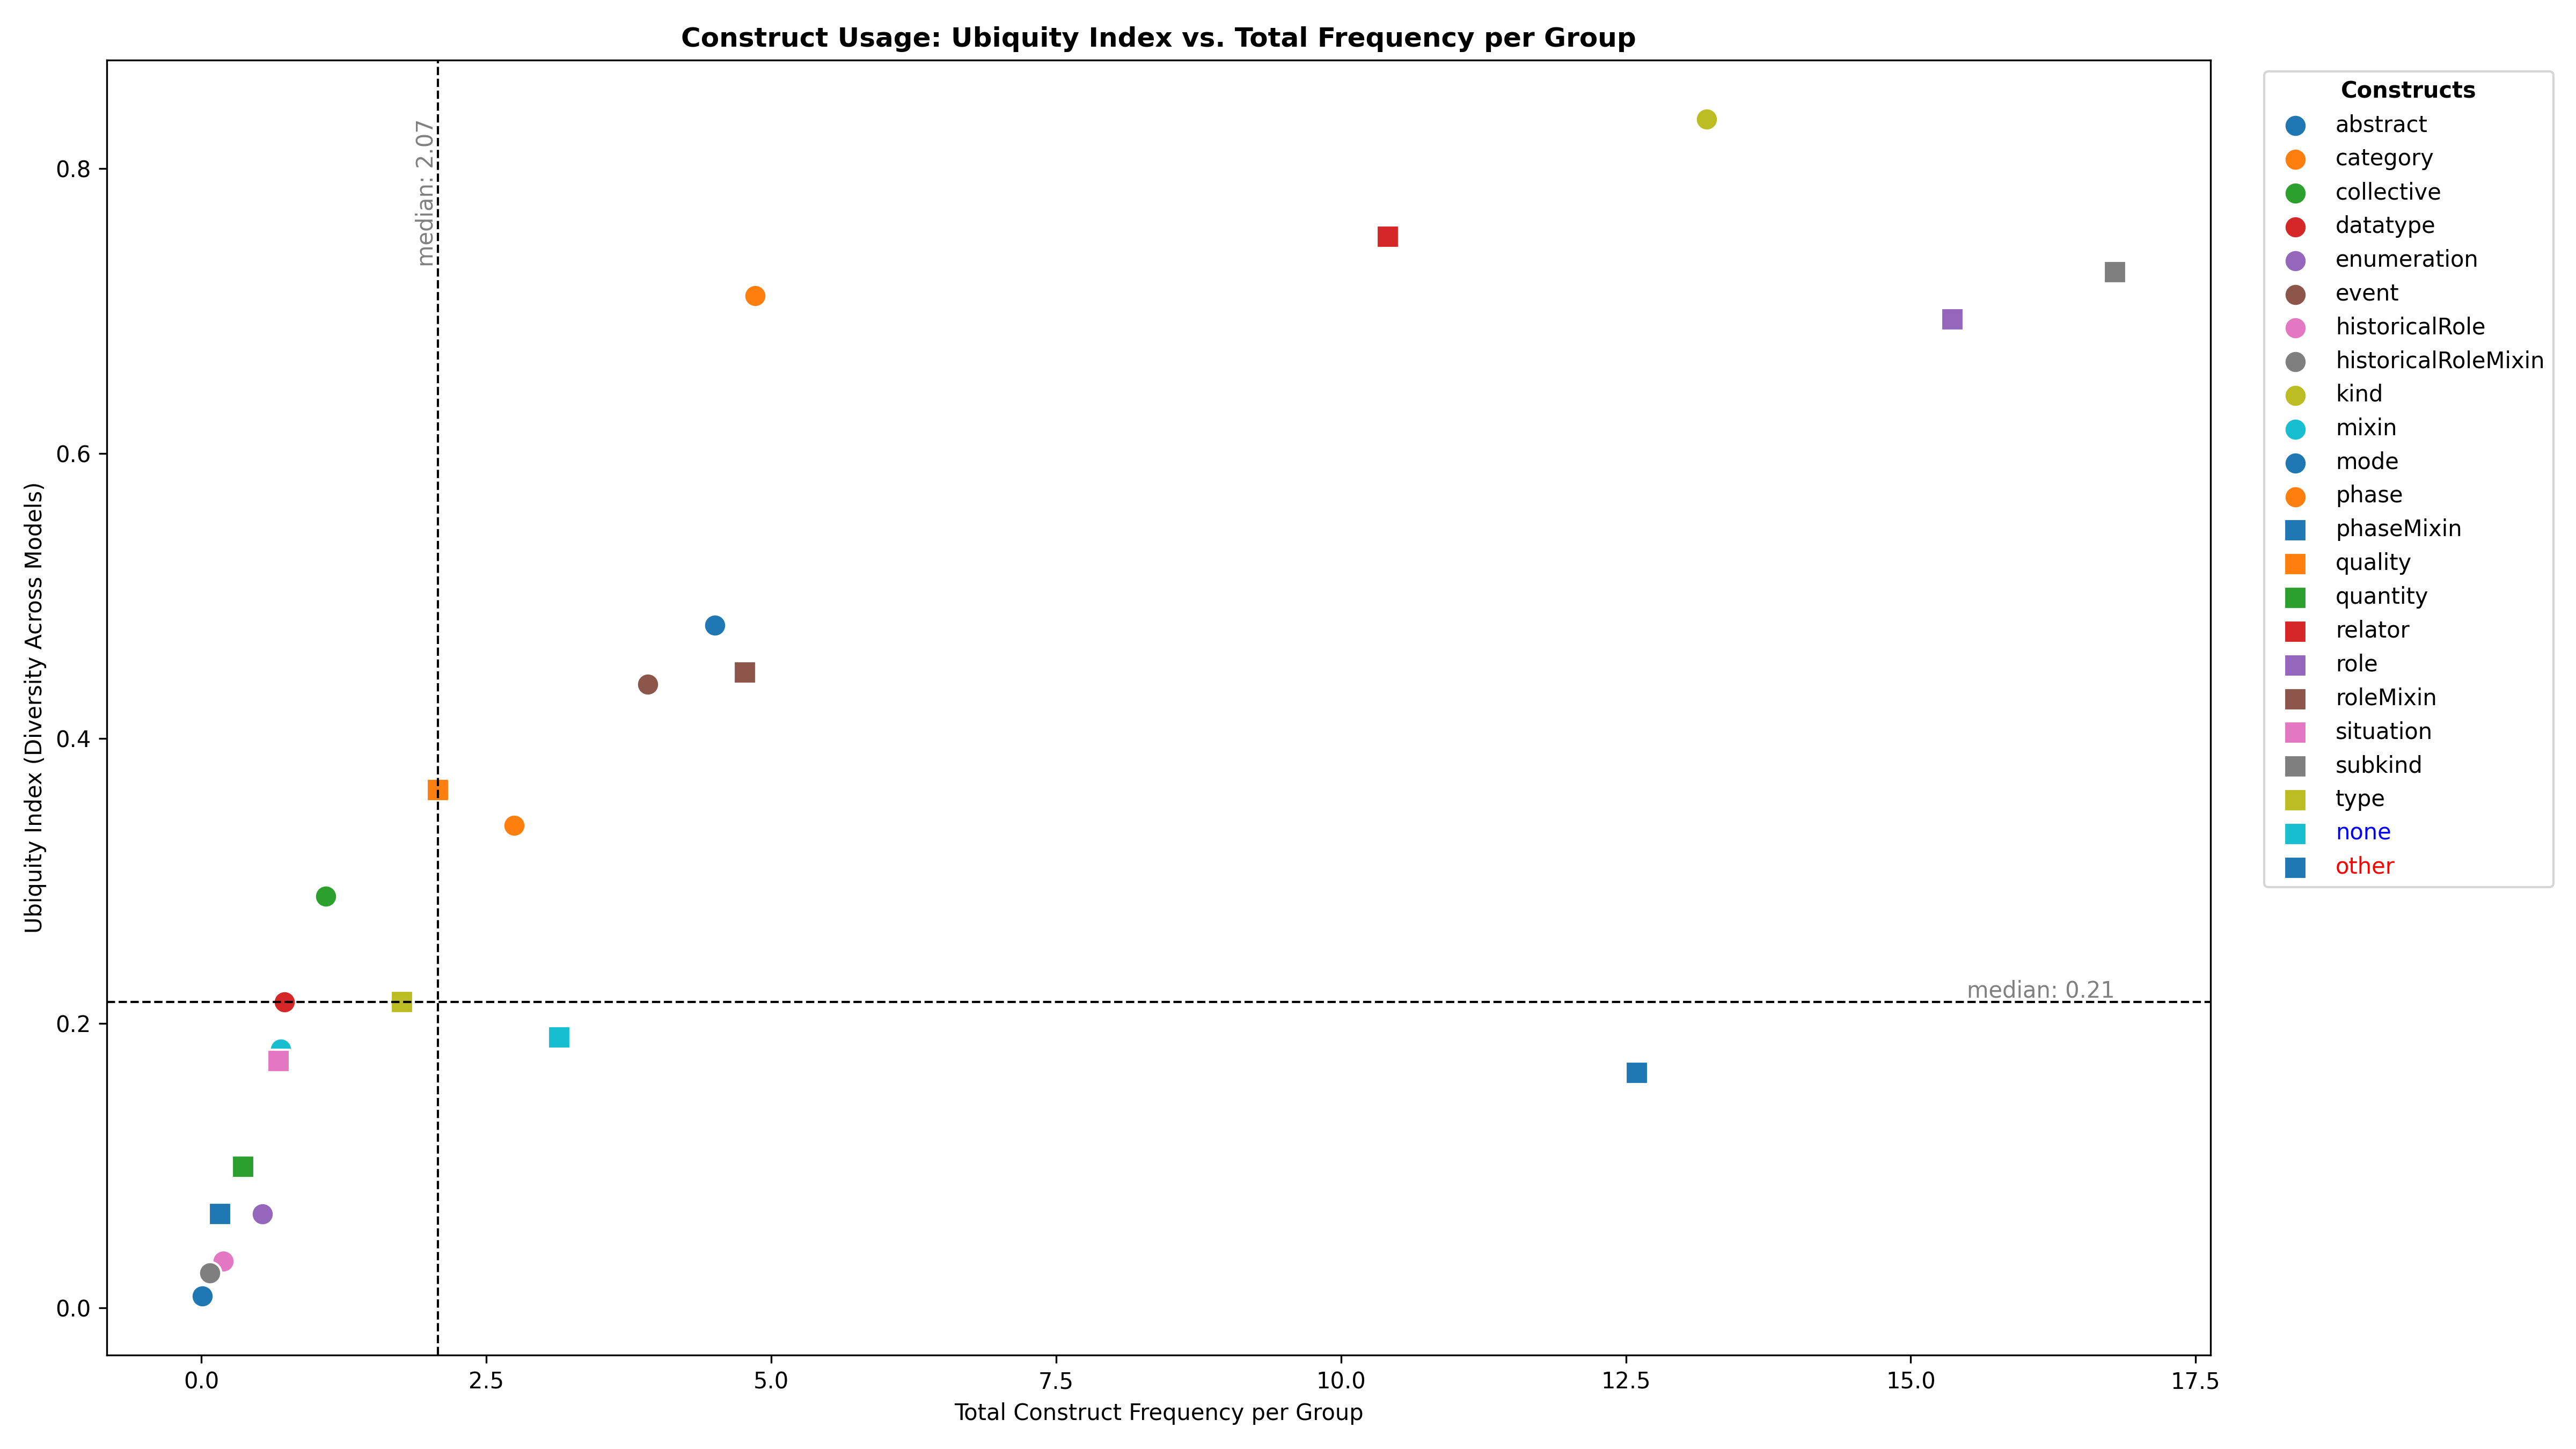 Construct Usage: Ubiquity Index vs. Total Frequency per Group
Ubiquity Index (Diversity Across Models)
0.8
0.6
0.4
0.2
0.0
median: 2.07
median: 0.21
0.0 2.5 5.0 7.5 10.0 12.5 15.0 17.5
Total Construct Frequency per Group
Constructs
abstract
category
collective
datatype
enumeration
event
historicalRole
historicalRoleMixin
kind
mixin
mode
phase
phaseMixin
quality
quantity
relator
role
roleMixin
situation
subkind
type
none
other